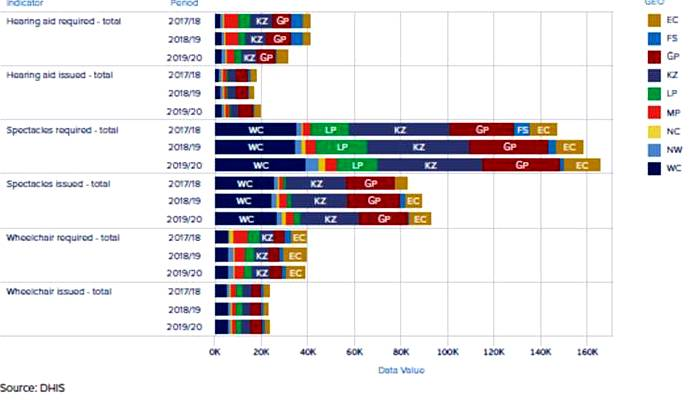 Indicator Period GEO
Hearing aid required - total 2017/18 KZ GP EC
2018/19 KZ GP FS
2019/20 KZ GP GP
Hearing aid issued - total 2017/18 KZ
2018/19 LP
2019/20 MP
Spectacles required - total 2017/18 WC LP KZ GP FS EC NC
2018/19 WC LP KZ GP EC NW
2019/20 WC LP KZ GP EC WC
Spectacles issued - total 2017/18 WC KZ GP
2018/19 WC KZ GP EC
2019/20 WC KZ GP EC
Wheelchair required - total 2017/18 KZ EC
2018/19 KZ EC
2019/20 KZ EC
Wheelchair issued - total 2017/18
2018/19
2019/20
0K 20K 40K 60K 80K 100K 120K 140K 160K
Data Value
Source: DHIS